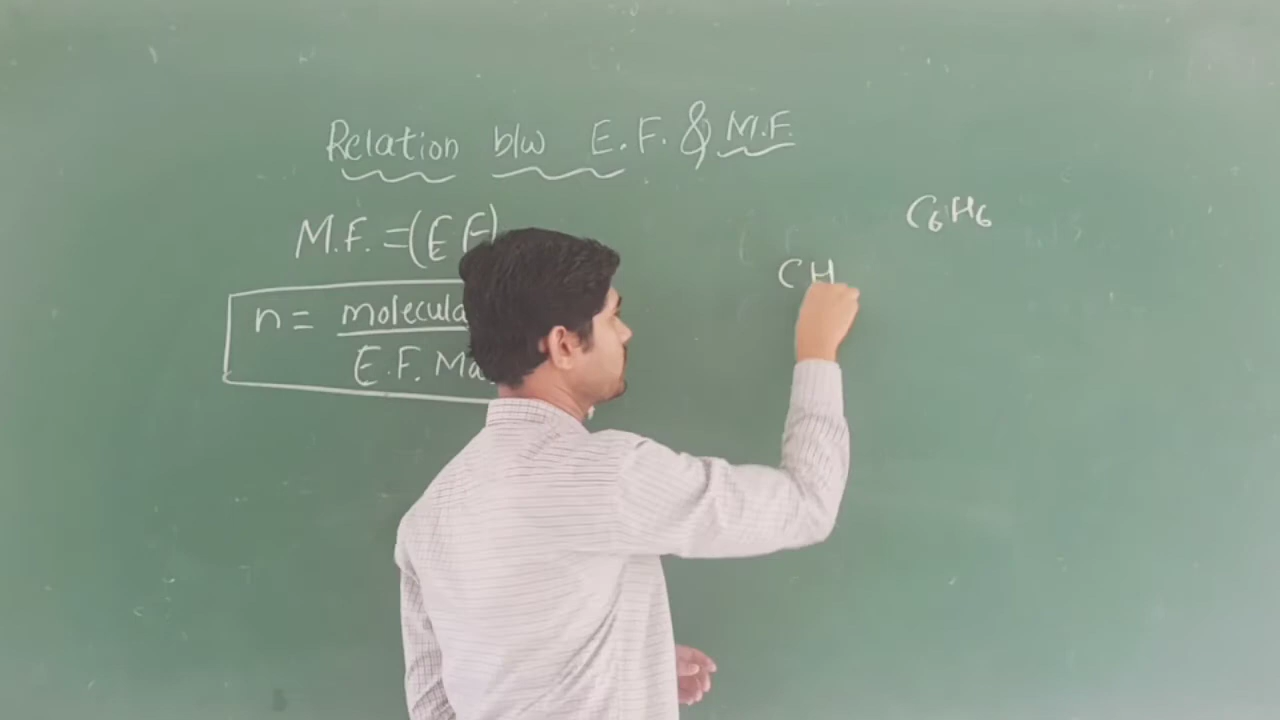 Relation b/w E.F. & M.F.
M.F. = (E F)
n = molecula
E.F. Ma
C6H6
CH